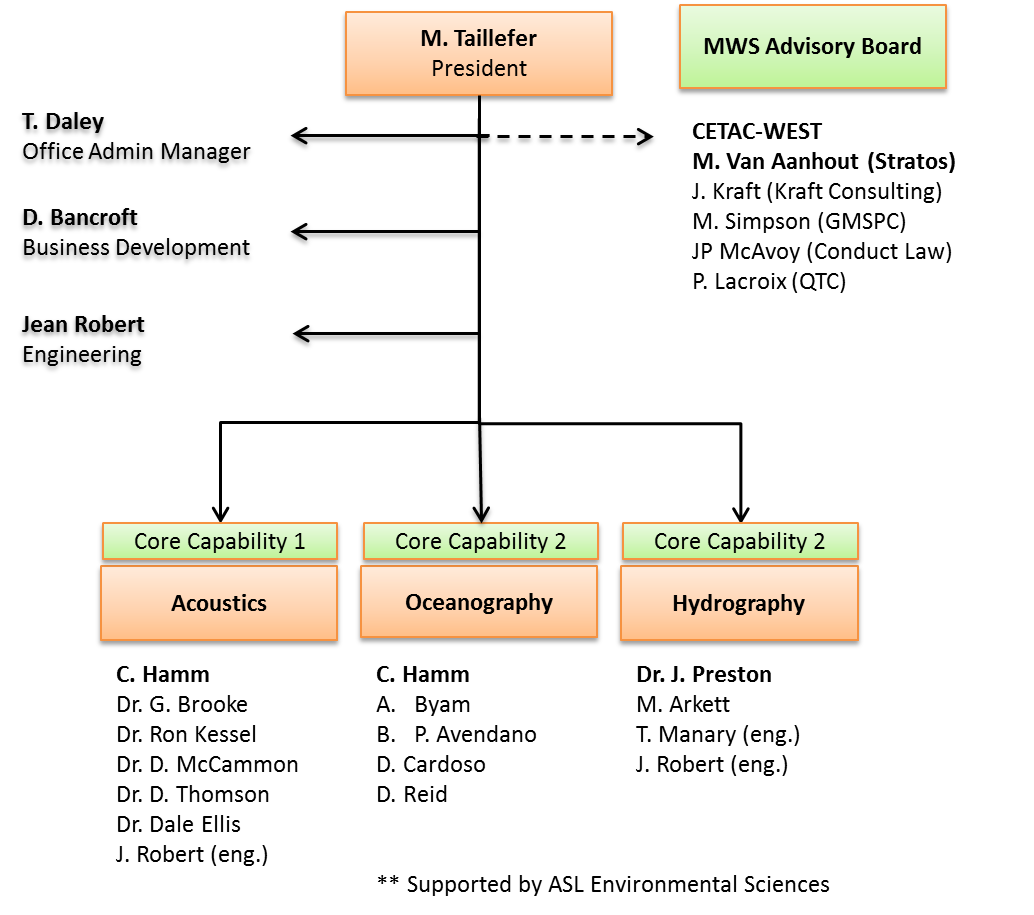 M. Taillefer
President
MWS Advisory Board
T. Daley
Office Admin Manager
D. Bancroft
Business Development
Jean Robert
Engineering
CETAC-WEST
M. Van Aanhout (Stratos)
J. Kraft (Kraft Consulting)
M. Simpson (GMSPC)
JP McAvoy (Conduct Law)
P. Lacroix (QTC)
Core Capability 1
Acoustics
C. Hamm
Dr. G. Brooke
Dr. Ron Kessel
Dr. D. McCammon
Dr. D. Thomson
Dr. Dale Ellis
J. Robert (eng.)
Core Capability 2
Oceanography
C. Hamm
A. Byam
B. P. Avendano
D. Cardoso
D. Reid
Core Capability 2
Hydrography
Dr. J. Preston
M. Arkett
T. Manary (eng.)
J. Robert (eng.)
** Supported by ASL Environmental Sciences